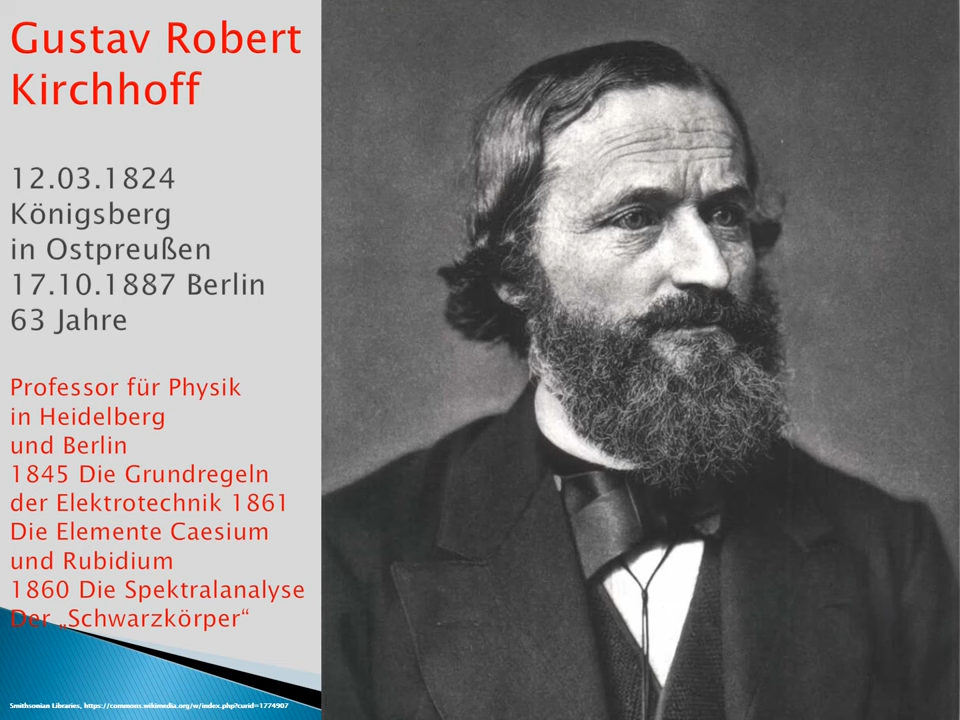 Gustav Robert
Kirchhoff
12.03.1824
Königsberg
in Ostpreußen
17.10.1887 Berlin
63 Jahre
Professor für Physik
in Heidelberg
und Berlin
1845 Die Grundregeln
der Elektrotechnik 1861
Die Elemente Caesium
und Rubidium
1860 Die Spektralanalyse
Der „Schwarzkörper“
Smithsonian Libraries, https://commons.wikimedia.org/w/index.php?curid=1774907